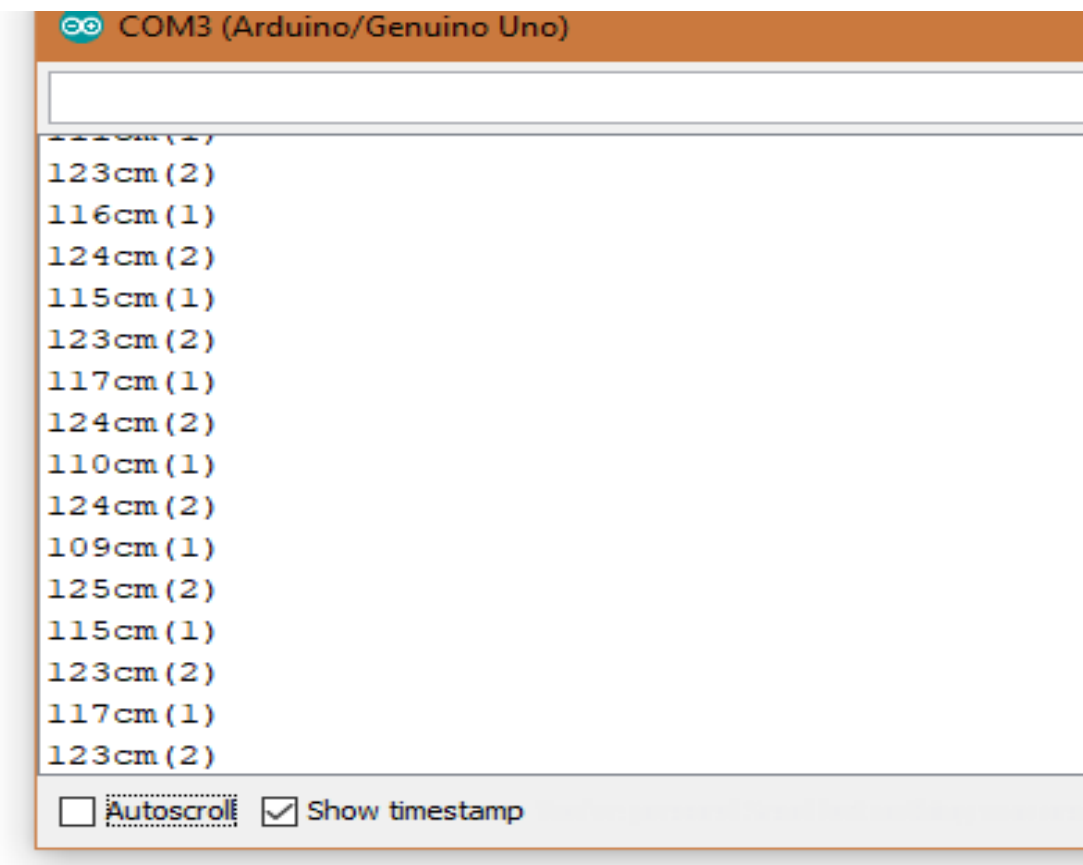 COM3 (Arduino/Genuino Uno)
123cm(2)
116cm(1)
124cm(2)
115cm(1)
123cm(2)
117cm(1)
124cm(2)
110cm(1)
124cm(2)
109cm(1)
125cm(2)
115cm(1)
123cm(2)
117cm(1)
123cm(2)
Autoscroll Show timestamp